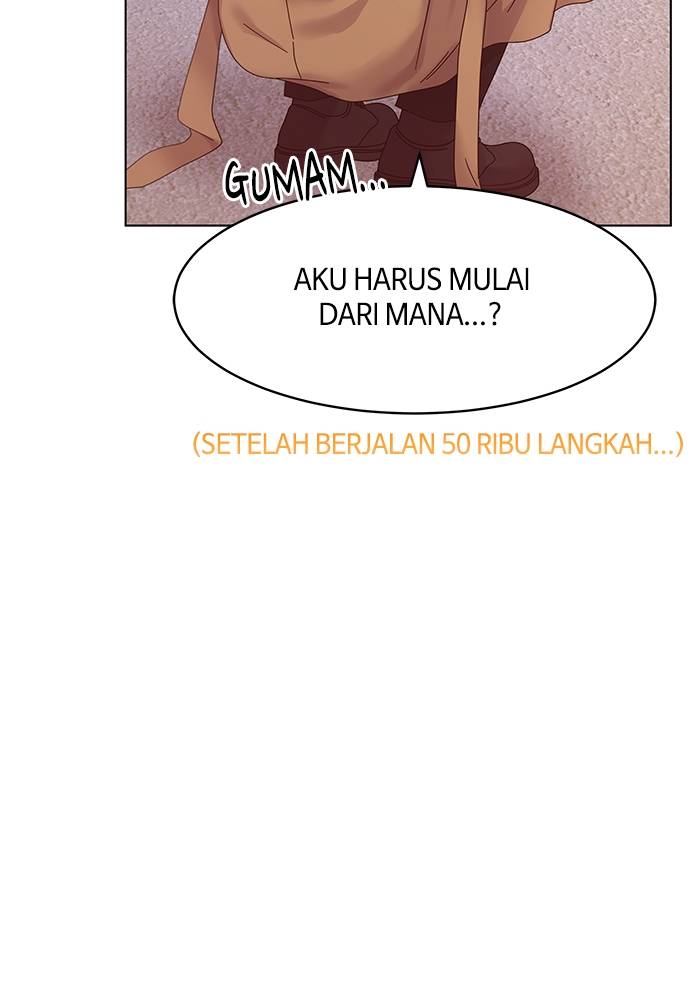 GUMAM...
AKU HARUS MULAI
DARI MANA...?
(SETELAH BERJALAN 50 RIBU LANGKAH...)